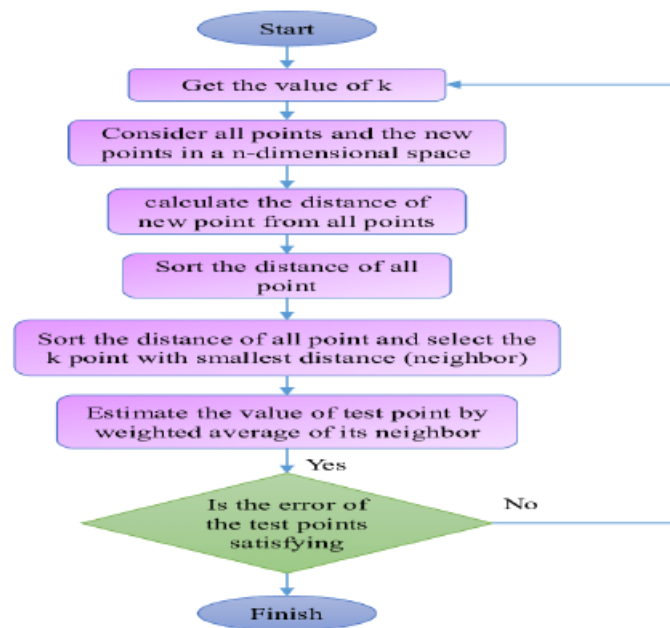 Start
Get the value of k
Consider all points and the new
points in a n-dimensional space
calculate the distance of
new point from all points
Sort the distance of all
point
Sort the distance of all point and select the
k point with smallest distance (neighbor)
Estimate the value of test point by
weighted average of its neighbor
Yes
Is the error of
the test points
satisfying
No
Finish